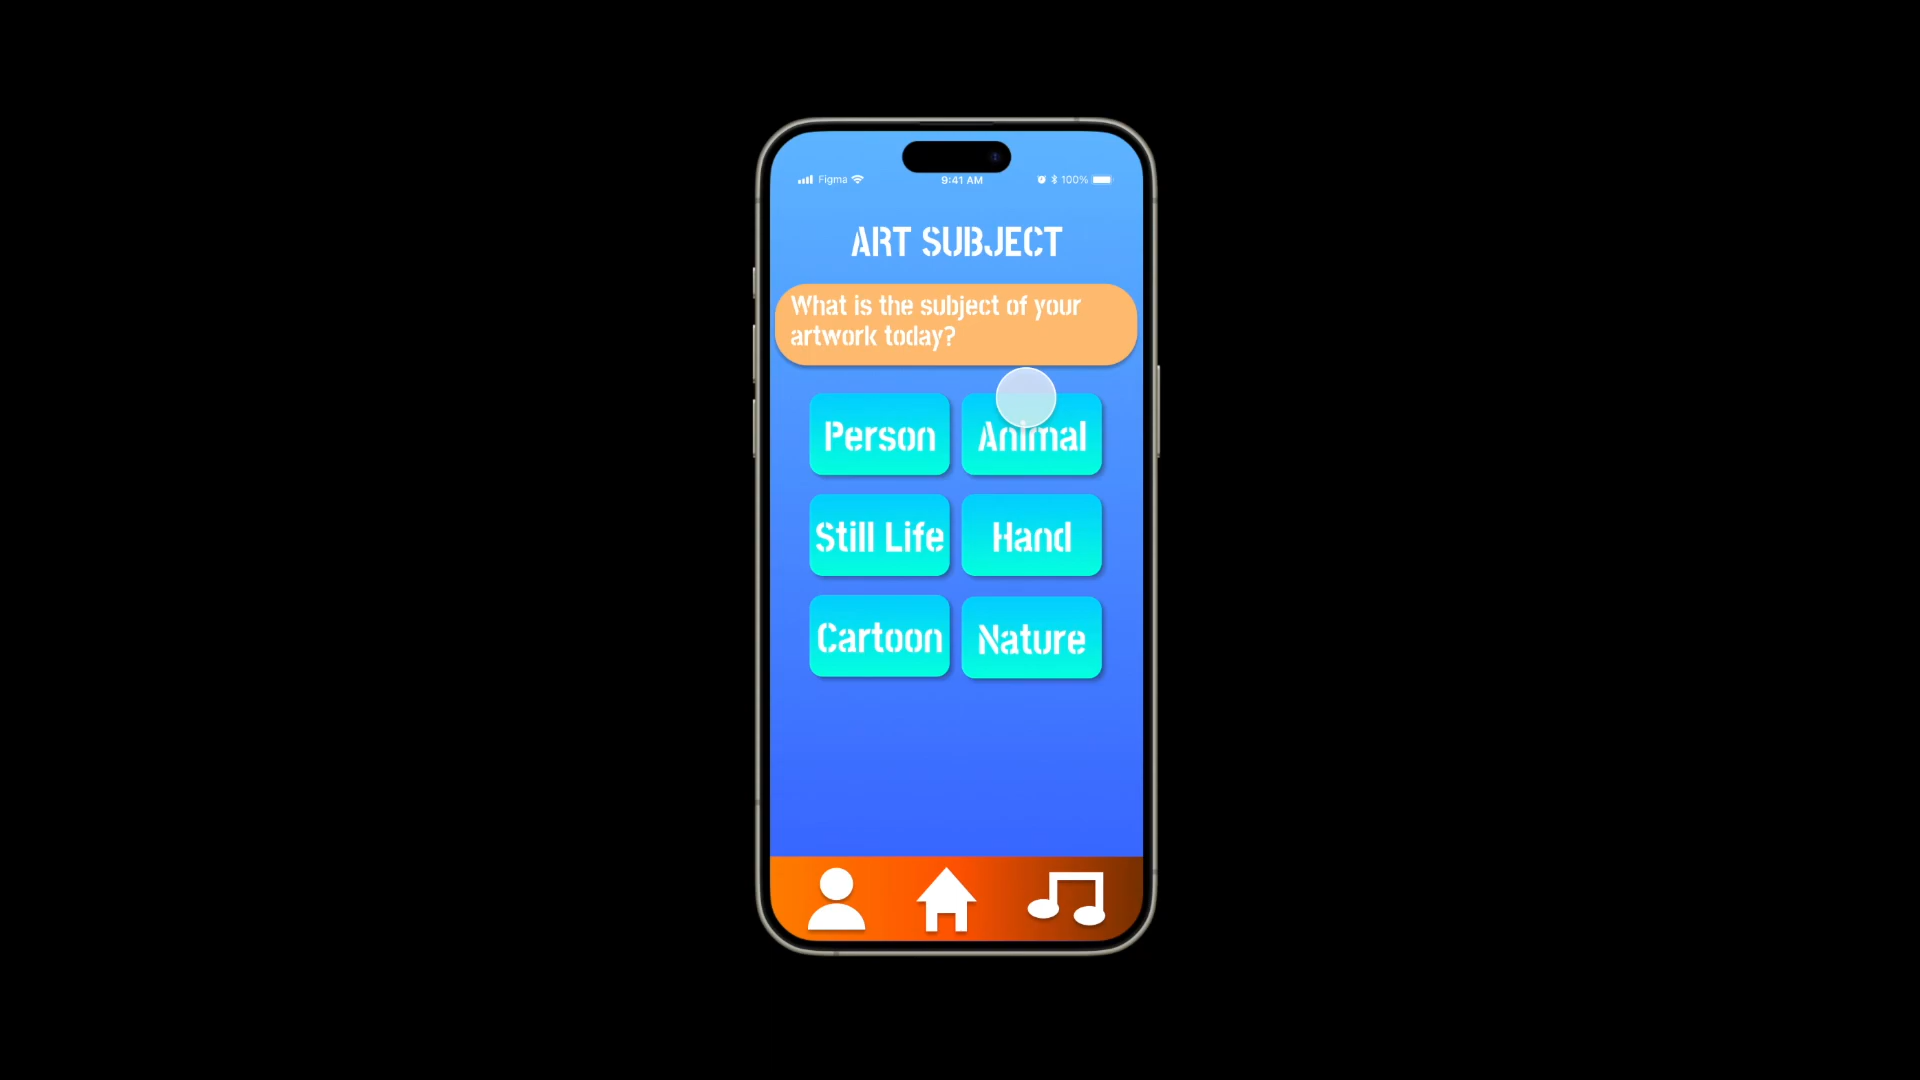 Figma 9:41 AM 100%
ART SUBJECT
What is the subject of your
artwork today?
Person Animal
Still Life Hand
Cartoon Nature